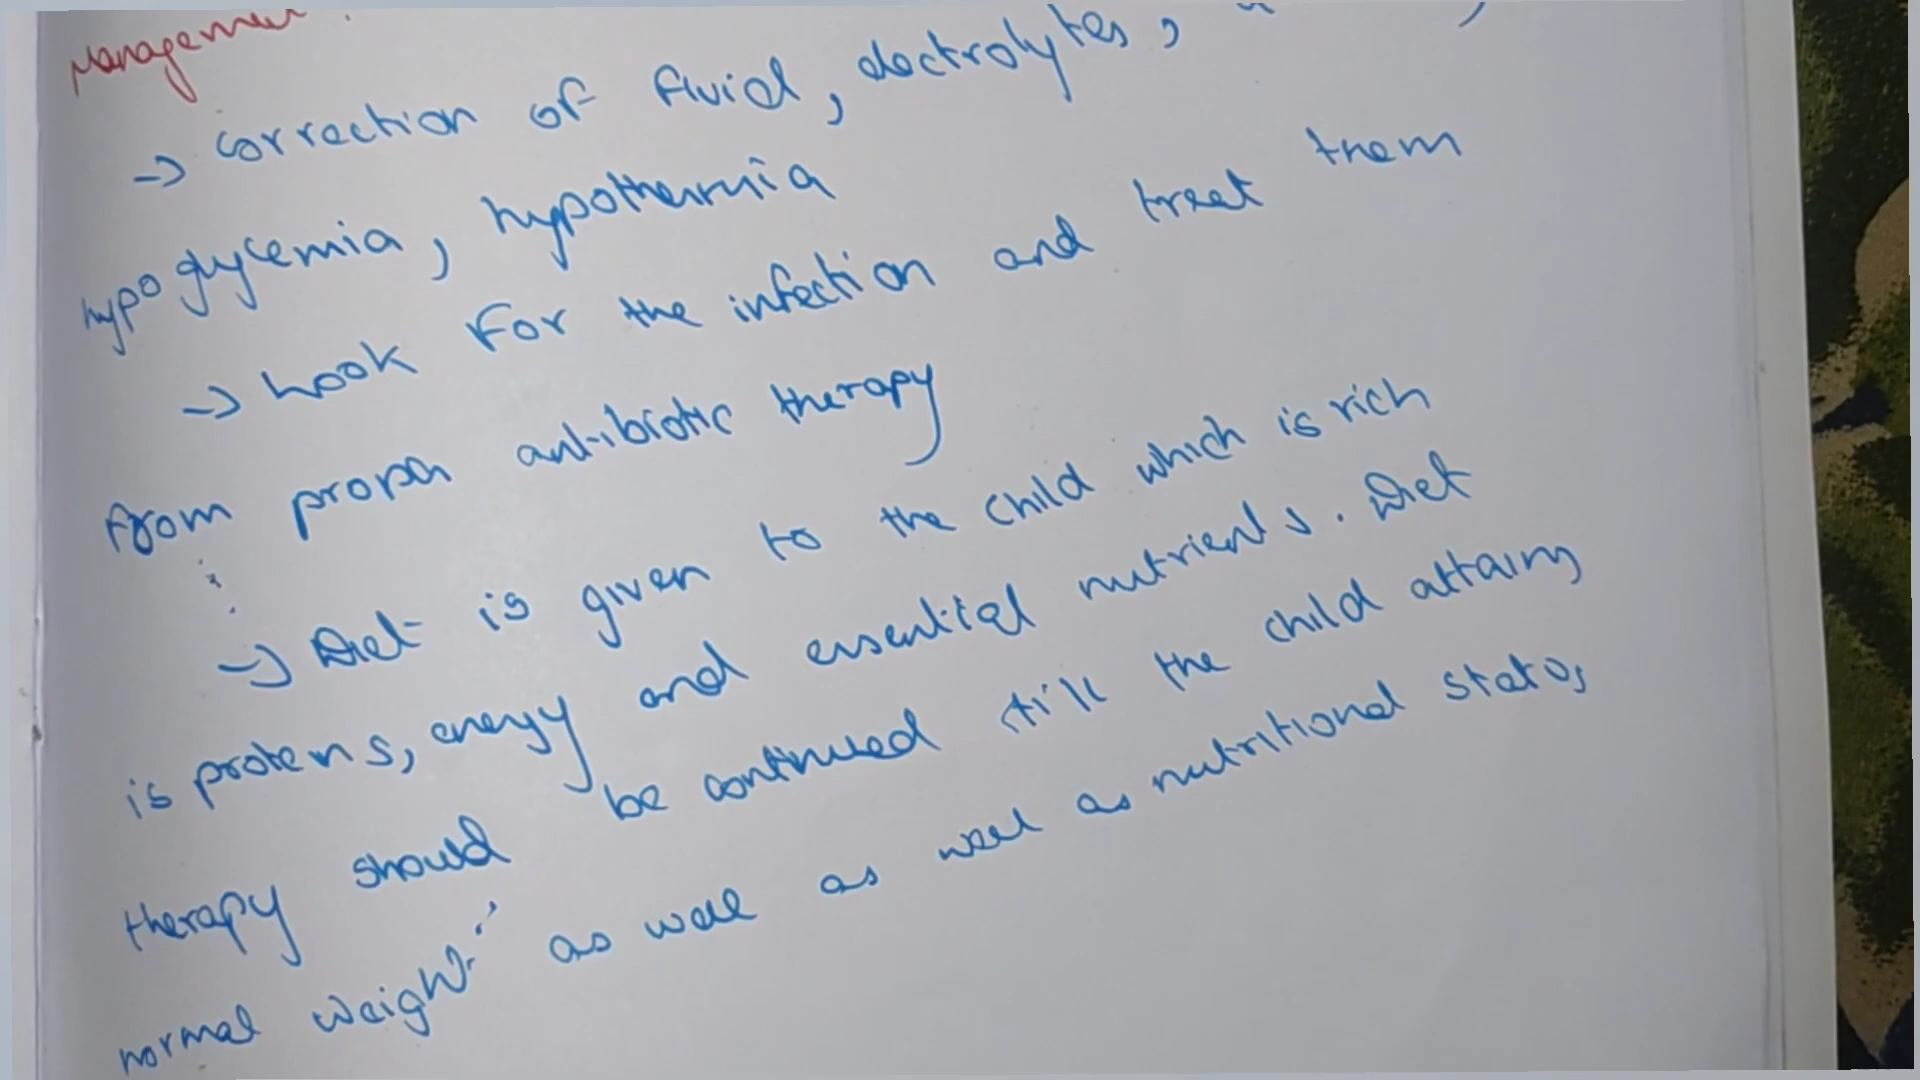 Management :
→ correction of fluid, electrolytes,
hypoglycemia, hypothermia
→ Look for the infection and treat them
from proper antibiotic therapy
→ Diet is given to the child which is rich
is protens, energy and essential nutrients. Diet
therapy should be continued till the child attains
normal weight as well as well as nutritional status